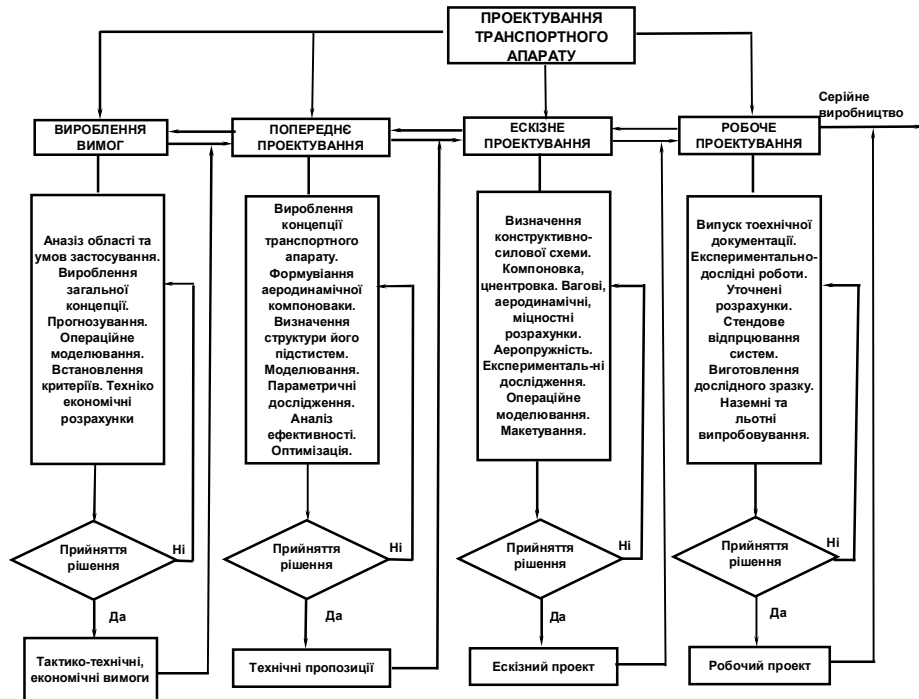 ПРОЕКТУВАННЯ
ТРАНСПОРТНОГО
АПАРАТУ
Серійне
виробництво
ВИРОБЛЕННЯ
ВИМОГ
ПОПЕРЕДНЄ
ПРОЕКТУВАННЯ
ЕСКІЗНЕ
ПРОЕКТУВАННЯ
РОБОЧЕ
ПРОЕКТУВАННЯ
Аназіз області та
умов застосування.
Вироблення
загальної
концепції.
Прогнозування.
Операційне
моделювання.
Встановлення
критеріїв. Техніко
економічні
розрахунки
Вироблення
концепції
транспортного
апарату.
Формувіання
аеродинамічної
компоноваки.
Визначення
структури його
підстистем.
Моделювання.
Параметричні
дослідження.
Аналіз
ефективності.
Оптимізація.
Визначення
конструктивно-
силової схеми.
Компоновка,
цнентровка. Вагові,
аеродинамічні,
міцностні
розрахунки.
Аеропружність.
Експерименталь-ні
дослідження.
Операційне
моделювання.
Макетування.
Випуск тоехнічної
документації.
Експериментально-
дослідні роботи.
Уточнені
розрахунки.
Стендове
відпрцювання
систем.
Виготовлення
дослідного зразку.
Наземні та
льотні
випробовування.
Прийняття
рішення
Ні
Прийняття
рішення
Ні
Прийняття
рішення
Ні
Прийняття
рішення
Ні
Да
Да
Да
Да
Тактико-технічні,
економічні вимоги
Технічні пропозиції
Ескізний проект
Робочий проект